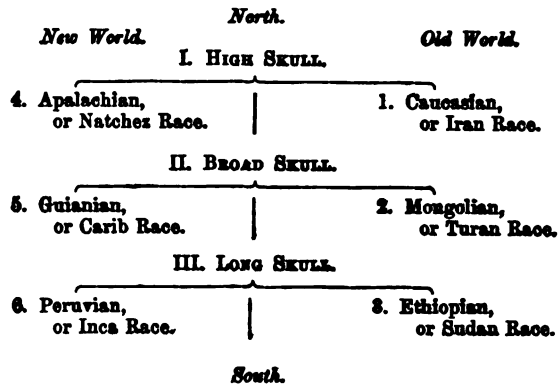 North.
New World. Old World.
I. HIGH SKULL.
4. Apalachian, 1. Caucasian,
or Natchez Race. or Iran Race.
II. BROAD SKULL.
5. Guianian, 2. Mongolian,
or Carib Race. or Turan Race.
III. LONG SKULL.
6. Peruvian, 3. Ethiopian,
or Inca Race. or Sudan Race.
South.